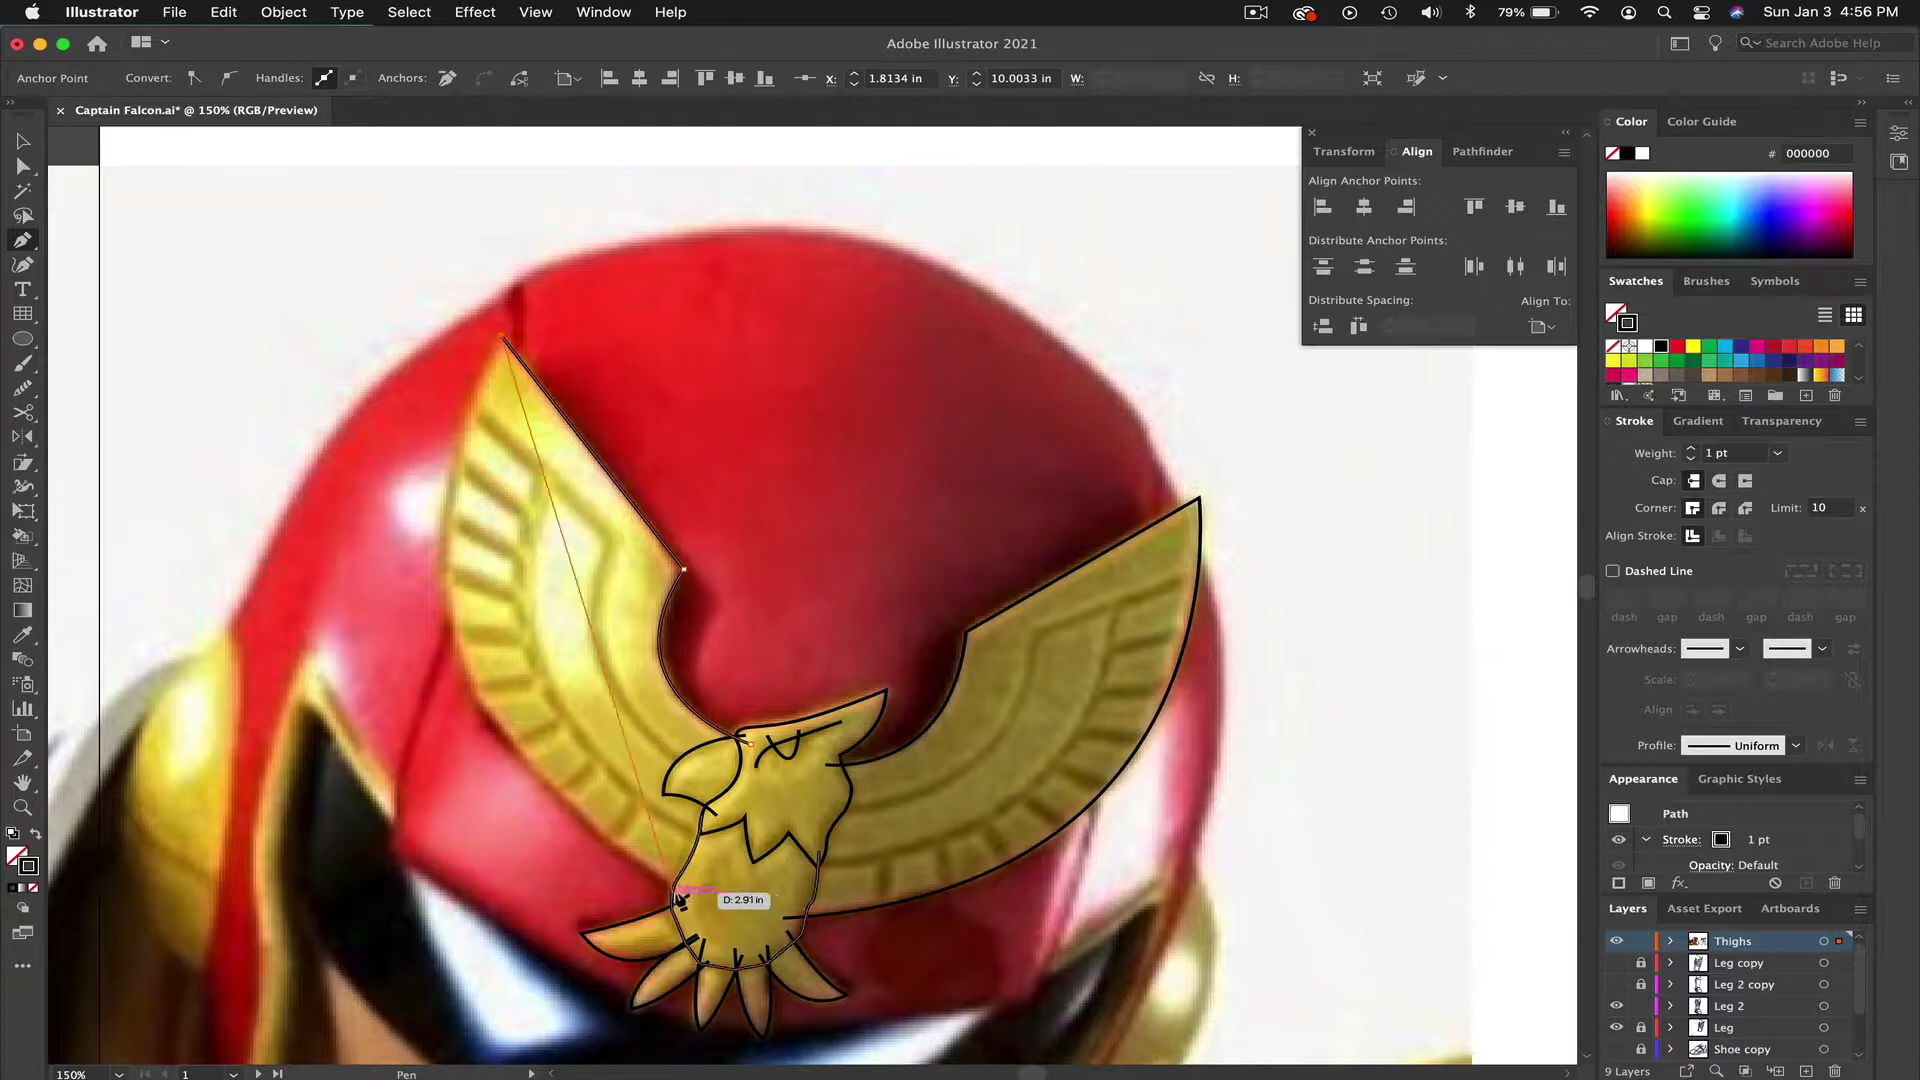 Illustrator File Edit Object Type Select Effect View Window Help 79% Sun Jan 3 4:56 PM
Adobe Illustrator 2021 Search Adobe Help
Anchor Point Convert: Handles: Anchors: X: 1.8134 in Y: 10.0033 in W: H:
Captain Falcon.ai* @ 150% (RGB/Preview)
Transform Align Pathfinder
Align Anchor Points:
Distribute Anchor Points:
Distribute Spacing: Align To:
D: 2.91 in
Color Color Guide
# 000000
Swatches Brushes Symbols
Stroke Gradient Transparency
Weight: 1 pt
Cap:
Corner: Limit: 10 x
Align Stroke:
Dashed Line
dash gap dash gap dash gap
Arrowheads:
Scale:
Align
Profile: Uniform
Appearance Graphic Styles
Path
Stroke: 1 pt
Opacity: Default
fx
Layers Asset Export Artboards
Thighs
Leg copy
Leg 2 copy
Leg 2
Leg
Shoe copy
9 Layers
150% 1 Pen